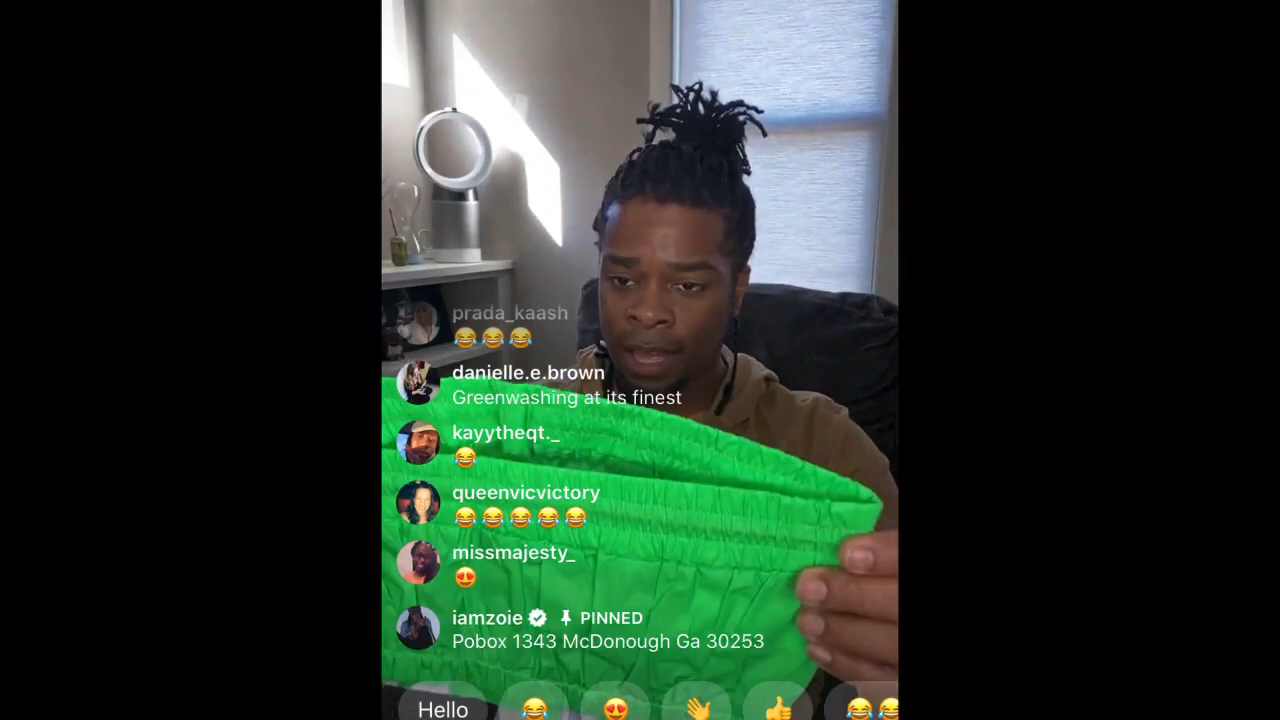 prada_kaash
😂😂😂
danielle.e.brown
Greenwashing at its finest
kayytheqt._
😂
queenvicvictory
😂😂😂😂😂
missmajesty_
😍
iamzoie PINNED
Pobox 1343 McDonough Ga 30253
Hello 😂 😍 👋 👍 😂😂